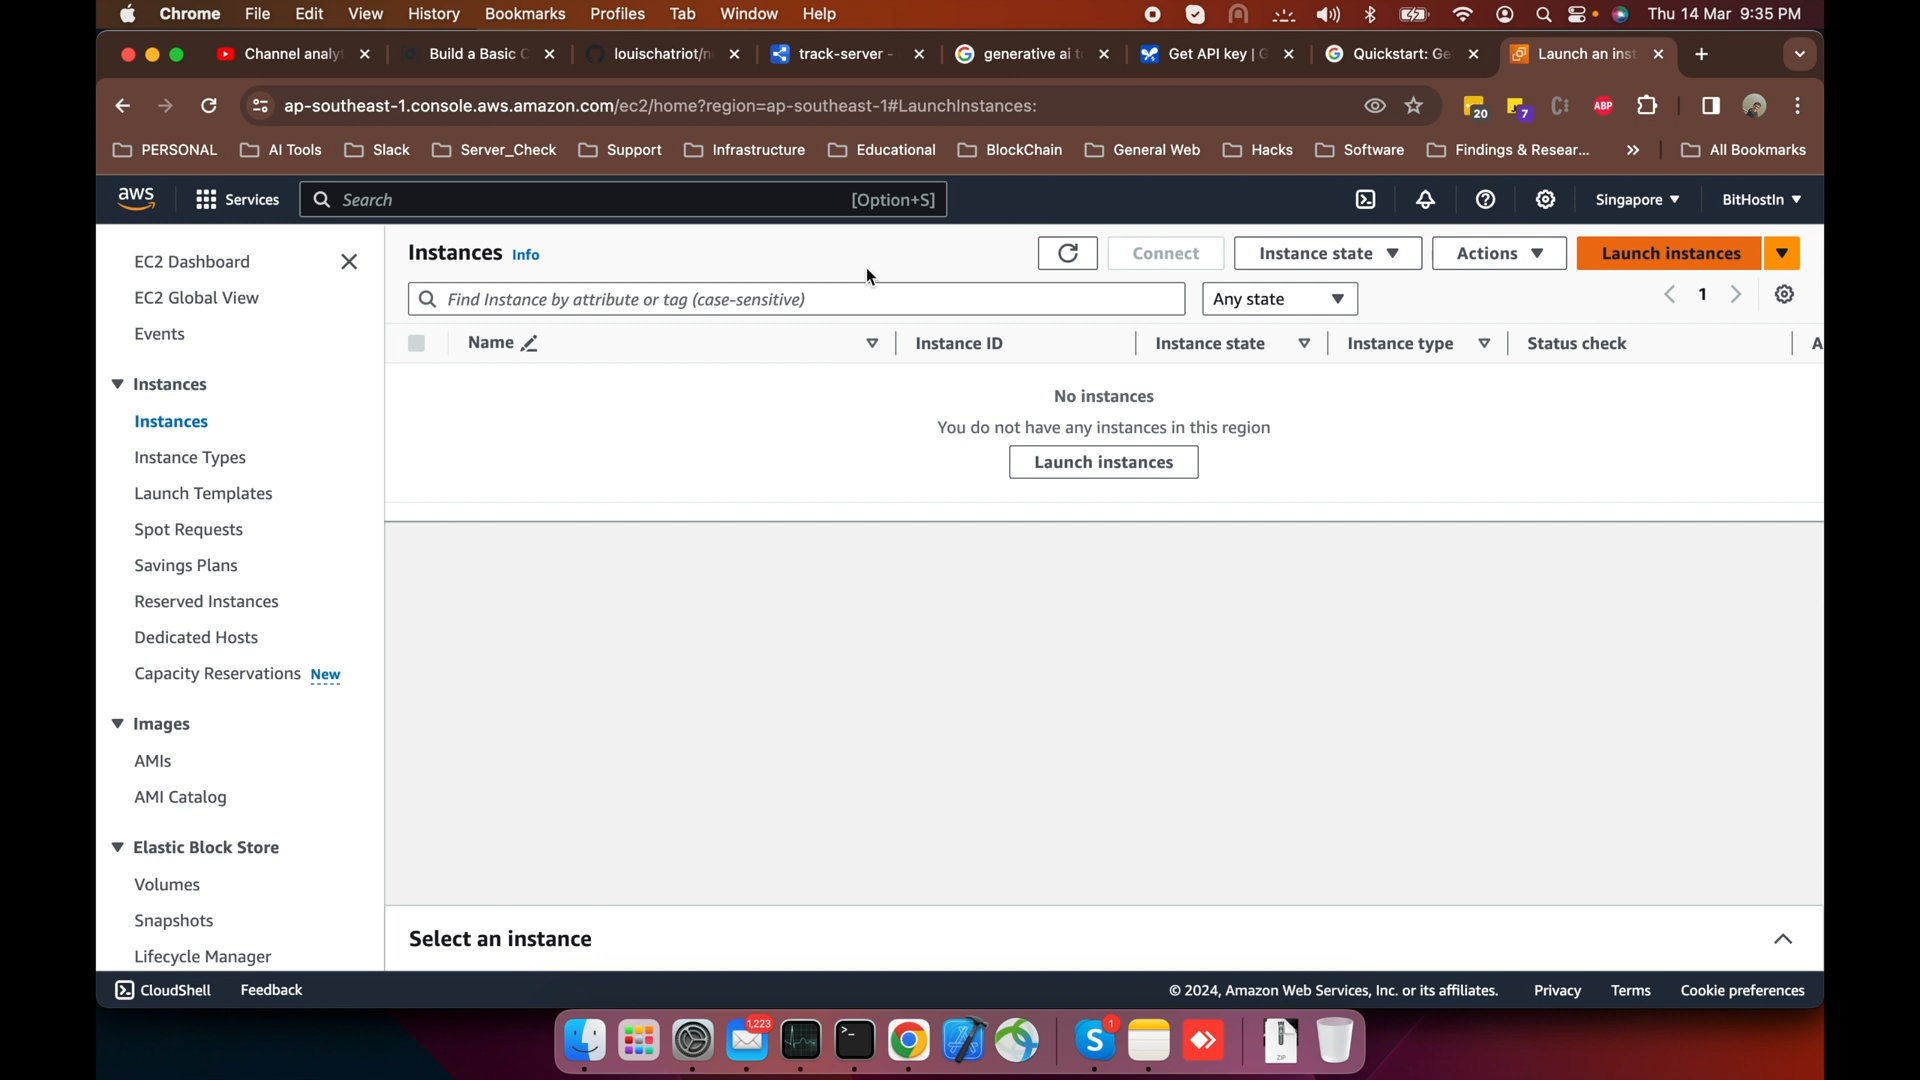 Chrome File Edit View History Bookmarks Profiles Tab Window Help Thu 14 Mar 9:35 PM
Channel analyt Build a Basic C louischatriot/n track-server - generative ai t Get API key | G Quickstart: Ge Launch an inst
ap-southeast-1.console.aws.amazon.com/ec2/home?region=ap-southeast-1#LaunchInstances: 20 7 ABP
PERSONAL AI Tools Slack Server_Check Support Infrastructure Educational BlockChain General Web Hacks Software Findings & Resear... » All Bookmarks
aws Services Search [Option+S] Singapore BitHostIn
EC2 Dashboard
EC2 Global View
Events
Instances
Instances
Instance Types
Launch Templates
Spot Requests
Savings Plans
Reserved Instances
Dedicated Hosts
Capacity Reservations New
Images
AMIs
AMI Catalog
Elastic Block Store
Volumes
Snapshots
Lifecycle Manager
Instances Info Connect Instance state Actions Launch instances
Find Instance by attribute or tag (case-sensitive) Any state 1
Name Instance ID Instance state Instance type Status check A
No instances
You do not have any instances in this region
Launch instances
Select an instance
CloudShell Feedback © 2024, Amazon Web Services, Inc. or its affiliates. Privacy Terms Cookie preferences
1,223 1
ZIP